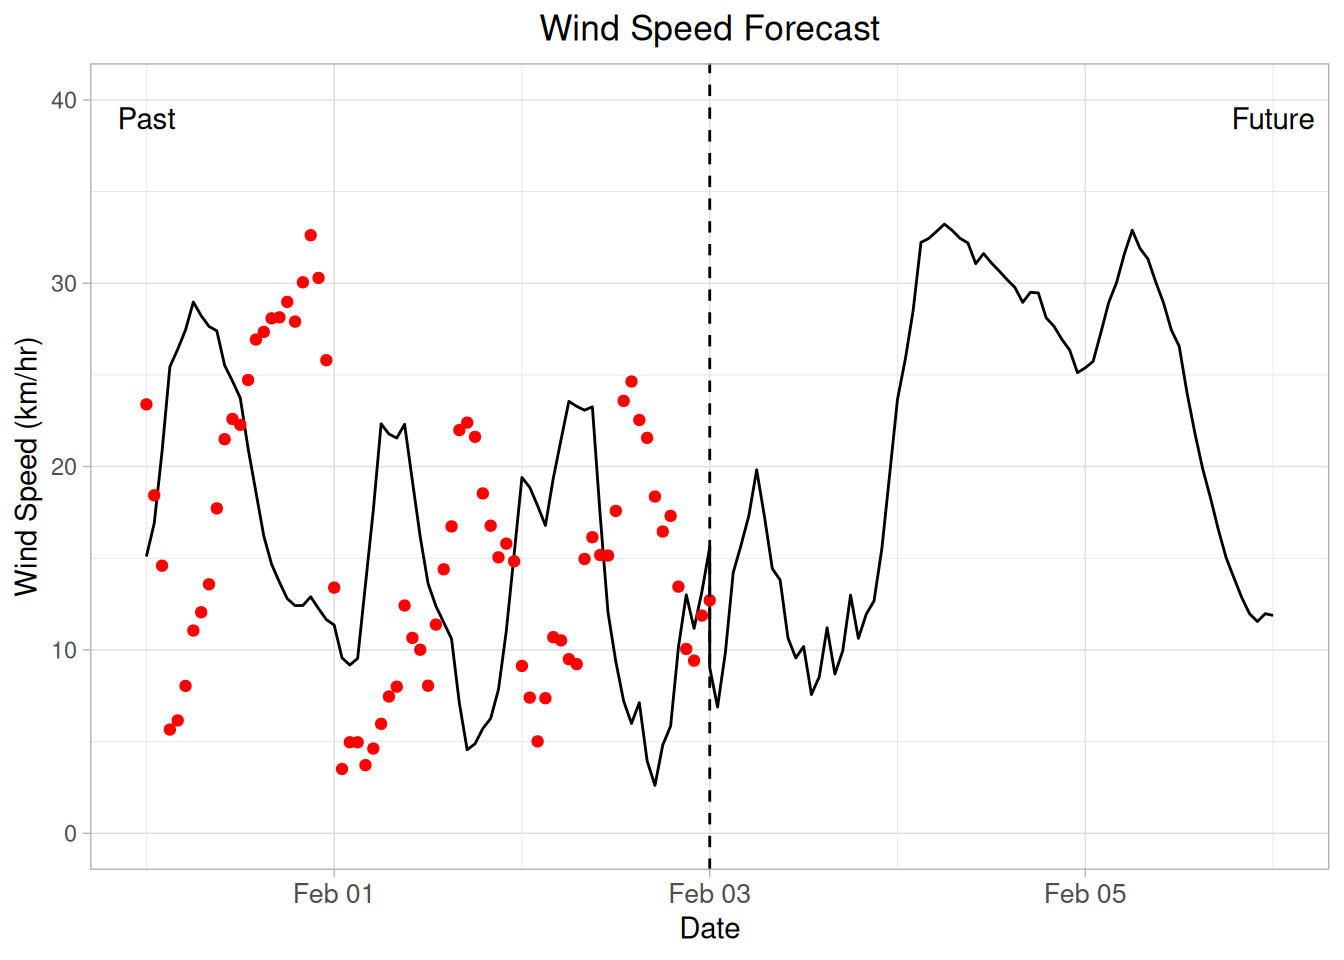 Wind Speed Forecast
40
Past
Future
30
20
10
0
Wind Speed (km/hr)
Feb 01
Feb 03
Feb 05
Date